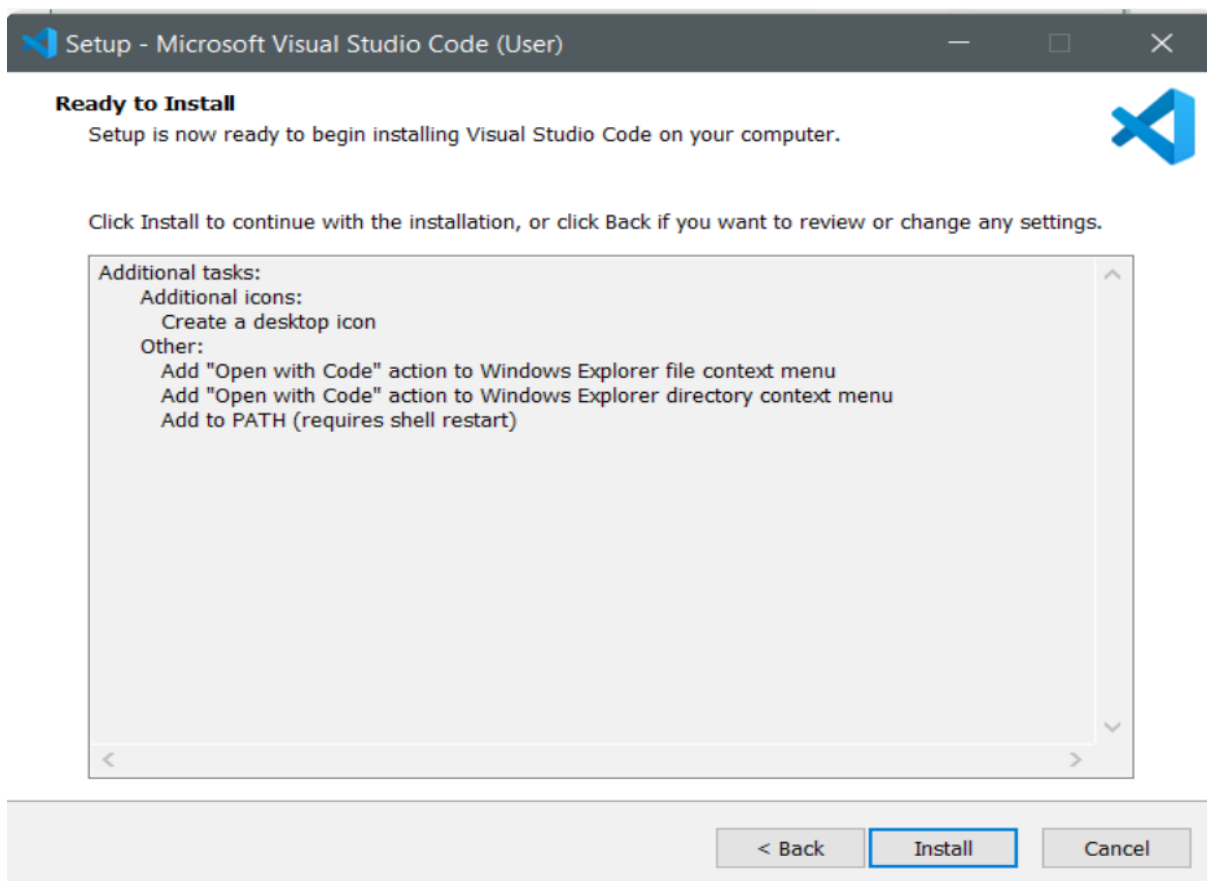 Setup - Microsoft Visual Studio Code (User)
Ready to Install
Setup is now ready to begin installing Visual Studio Code on your computer.
Click Install to continue with the installation, or click Back if you want to review or change any settings.
Additional tasks:
Additional icons:
Create a desktop icon
Other:
Add "Open with Code" action to Windows Explorer file context menu
Add "Open with Code" action to Windows Explorer directory context menu
Add to PATH (requires shell restart)
< Back
Install
Cancel